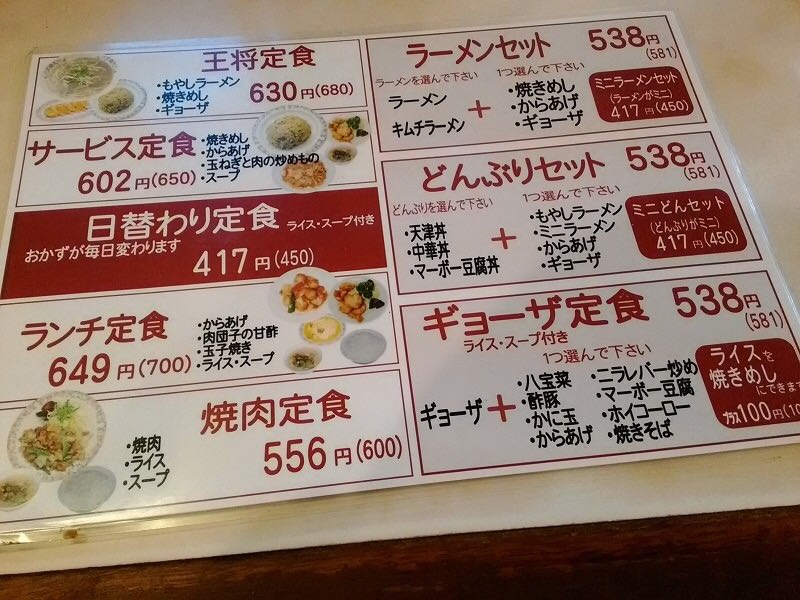 王将定食
・もやしラーメン
・焼きめし
・ギョーザ
630円(680)
サービス定食
・焼きめし
・からあげ
・玉ねぎと肉の炒めもの
・スープ
602円(650)
日替わり定食 ライス・スープ付き
おかずが毎日変わります
417円(450)
ランチ定食
・からあげ
・肉団子の甘酢
・玉子焼き
・ライス・スープ
649円(700)
焼肉定食
・焼肉
・ライス
・スープ
556円(600)
ラーメンセット 538円
(581)
ラーメンを選んで下さい
ラーメン
キムチラーメン
+
1つ選んで下さい
・焼きめし
・からあげ
・ギョーザ
ミニラーメンセット
(ラーメンがミニ)
417円(450)
どんぶりセット 538円
(581)
どんぶりを選んで下さい
・天津丼
・中華丼
・マーボー豆腐丼
+
1つ選んで下さい
・もやしラーメン
・ミニラーメン
・からあげ
・ギョーザ
ミニどんセット
(どんぶりがミニ)
417円(450)
ギョーザ定食 538円
(581)
ライス・スープ付き
1つ選んで下さい
ギョーザ +
・八宝菜
・酢豚
・かに玉
・からあげ
・ニラレバー炒め
・マーボー豆腐
・ホイコーロー
・焼きそば
ライスを
焼きめし
にできます
プラス100円